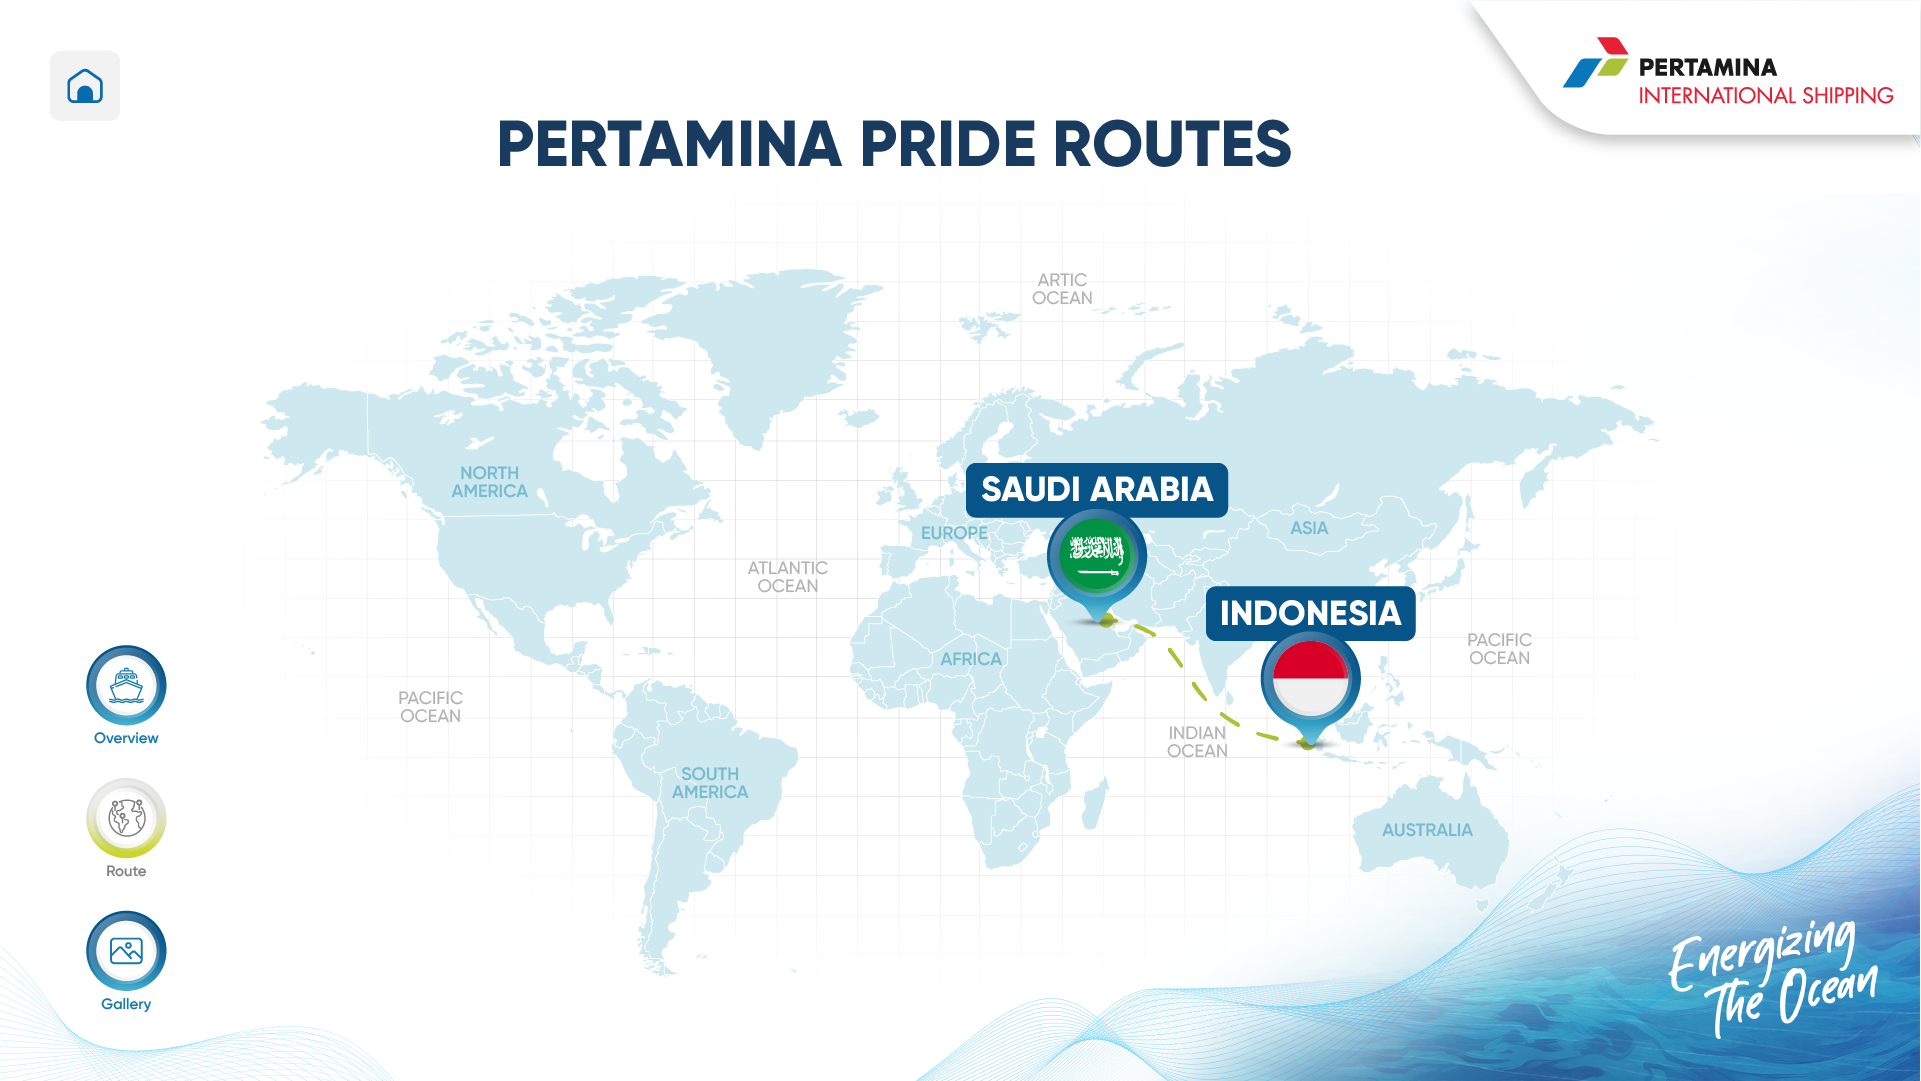 PERTAMINA
INTERNATIONAL SHIPPING
PERTAMINA PRIDE ROUTES
ARTIC
OCEAN
NORTH
AMERICA
SAUDI ARABIA
EUROPE
ASIA
ATLANTIC
OCEAN
INDONESIA
AFRICA
PACIFIC
OCEAN
PACIFIC
OCEAN
INDIAN
OCEAN
SOUTH
AMERICA
AUSTRALIA
Overview
Route
Gallery
Energizing
The Ocean